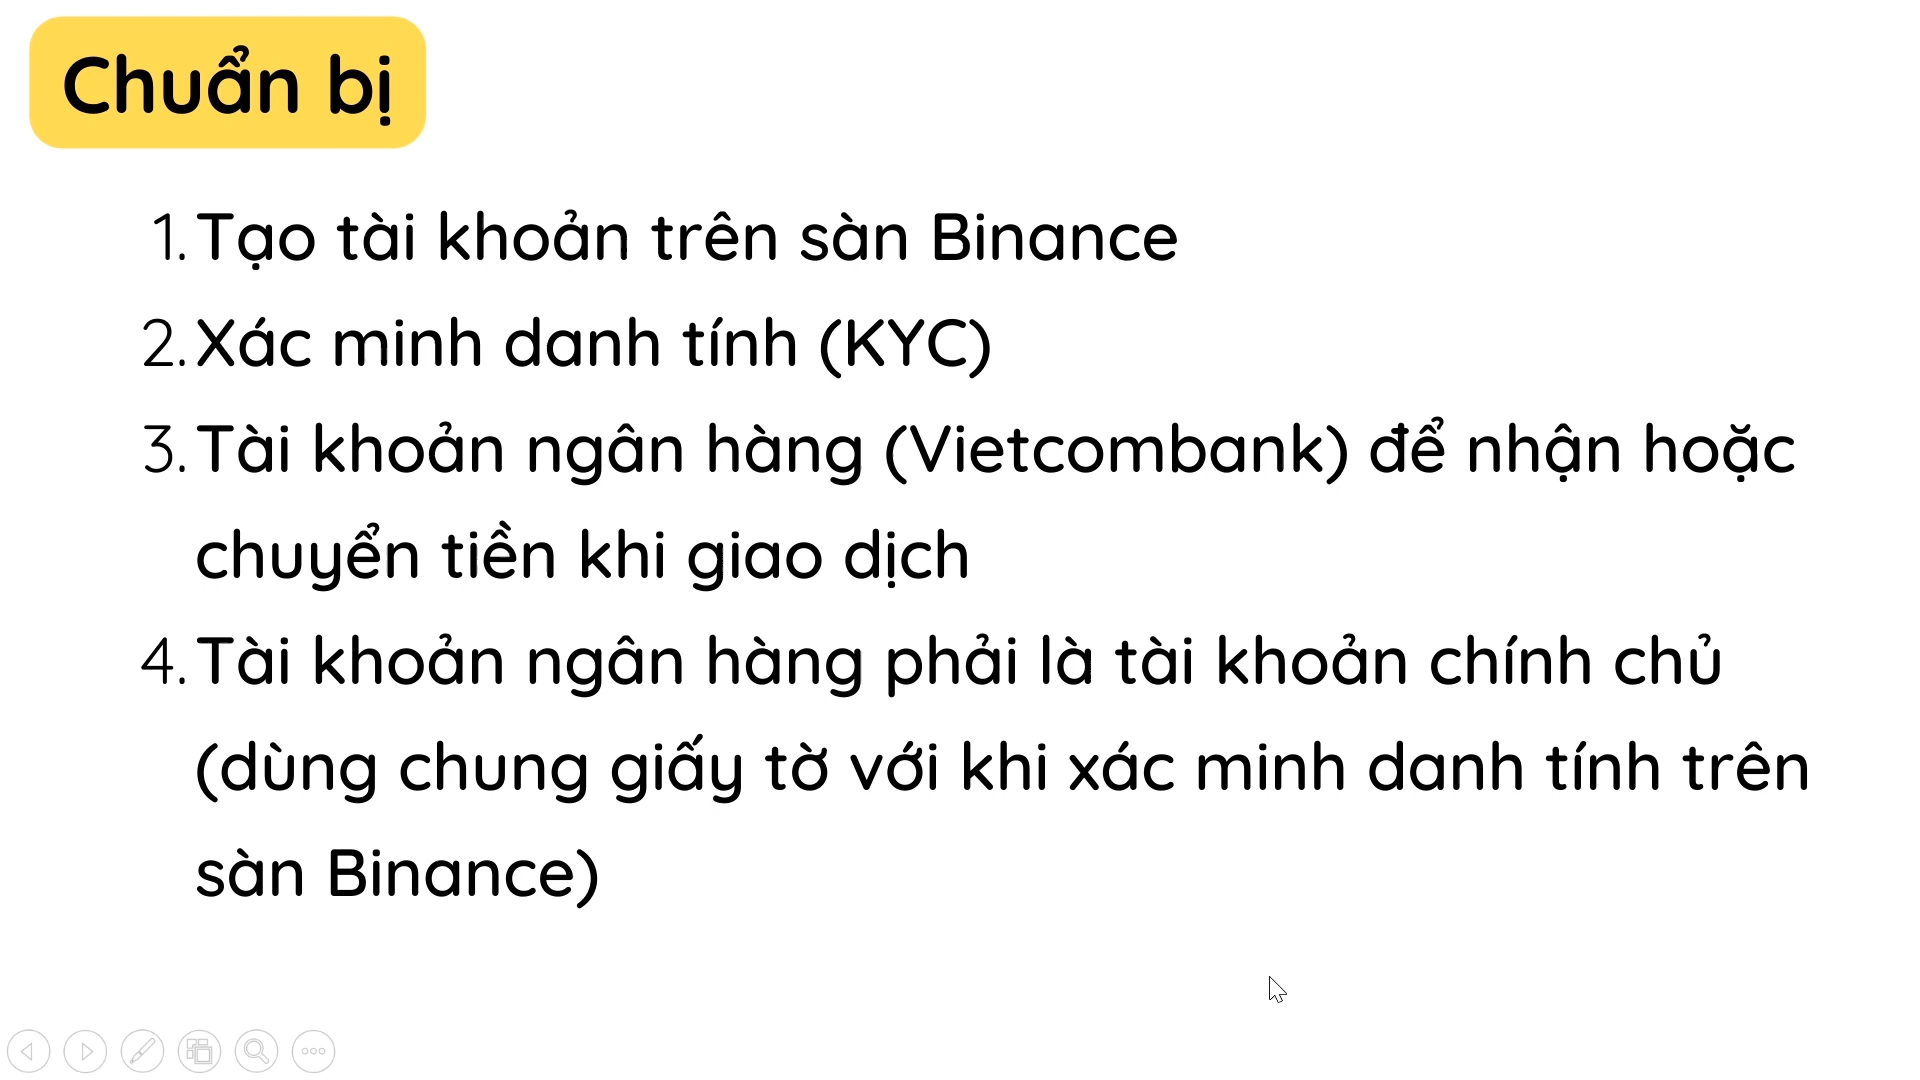 Chuẩn bị
1. Tạo tài khoản trên sàn Binance
2. Xác minh danh tính (KYC)
3. Tài khoản ngân hàng (Vietcombank) để nhận hoặc
chuyển tiền khi giao dịch
4. Tài khoản ngân hàng phải là tài khoản chính chủ
(dùng chung giấy tờ với khi xác minh danh tính trên
sàn Binance)